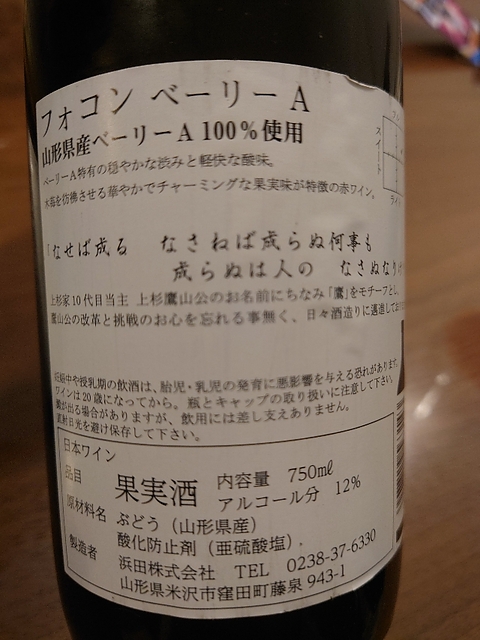 フォコン ベーリーA
山形県産ベーリーA 100%使用
ベーリーA特有の穏やかな渋みと軽快な酸味。
木苺を彷彿させる華やかでチャーミングな果実味が特徴の赤ワイン。
スイート
「なせば成る なさねば成らぬ何事も
成らぬは人の なさぬなり
上杉家10代目当主 上杉鷹山公のお名前にちなみ「鷹」をモチーフとし、
鷹山公の改革と挑戦のお心を忘れる事無く、日々酒造りに邁進して
妊娠中や授乳期の飲酒は、胎児・乳児の発育に悪影響を与える恐れがあります。
ワインは20歳になってから。瓶とキャップの取り扱いに注意して下さい。
澱が出る場合がありますが、飲用には差し支えありません。
直射日光を避け保存して下さい。
日本ワイン
品目 果実酒 内容量 750㎖
アルコール分 12%
原材料名 ぶどう（山形県産）
酸化防止剤（亜硫酸塩）
製造者 浜田株式会社 TEL 0238-37-6330
山形県米沢市窪田町藤泉943-1